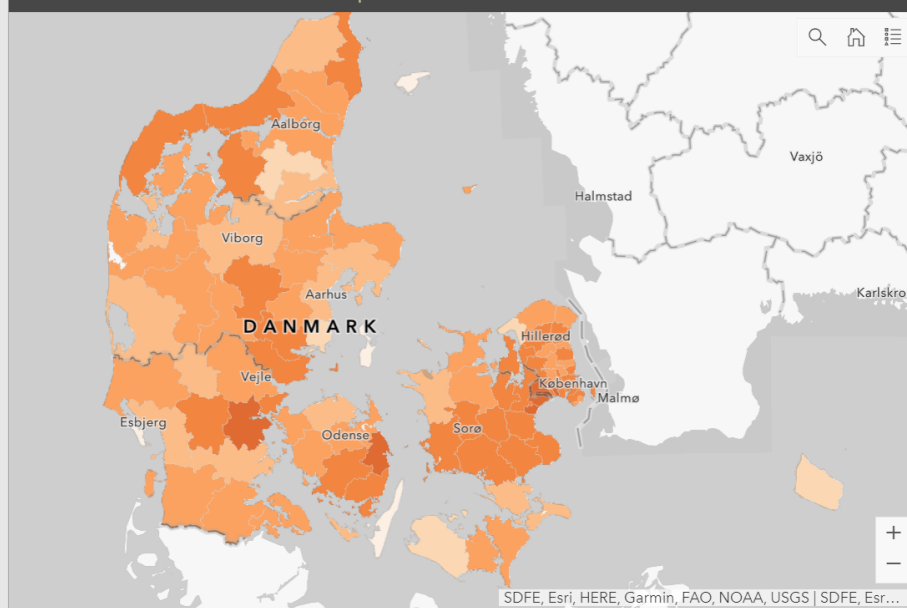 Aalborg
Vaxjö
Halmstad
Viborg
Aarhus
Karlskro
DANMARK
Hillerød
Vejle
København
Malmø
Esbjerg
Odense
Sorø
+
−
SDFE, Esri, HERE, Garmin, FAO, NOAA, USGS | SDFE, Esr...